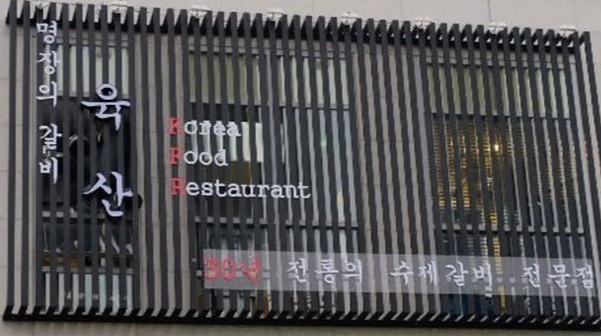 명장의 갈비
육산
Korea
Food
Restaurant
30년 전통의 수제갈비 전문점